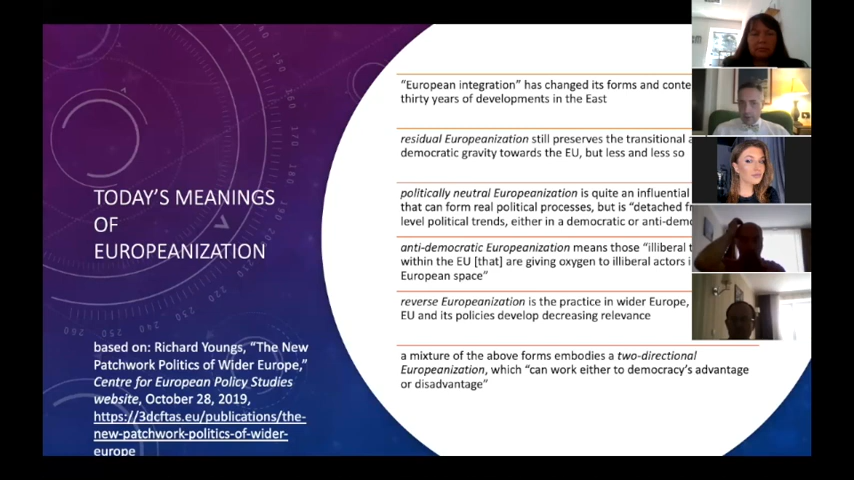 TODAY'S MEANINGS
OF
EUROPEANIZATION
based on: Richard Youngs, "The New
Patchwork Politics of Wider Europe,"
Centre for European Policy Studies
website, October 28, 2019,
https://3dcftas.eu/publications/the-
new-patchwork-politics-of-wider-
europe
"European integration" has changed its forms and
thirty years of developments in the East
residual Europeanization still preserves the transitional
democratic gravity towards the EU, but less and less so
politically neutral Europeanization is quite an influential
that can form real political processes, but is "detached
level political trends, either in a democratic or
anti-democratic Europeanization means those "illiberal
within the EU [that] are giving oxygen to illiberal actors
European space"
reverse Europeanization is the practice in wider Europe,
EU and its policies develop decreasing relevance
a mixture of the above forms embodies a two-directional
Europeanization, which "can work either to democracy's advantage
or disadvantage"